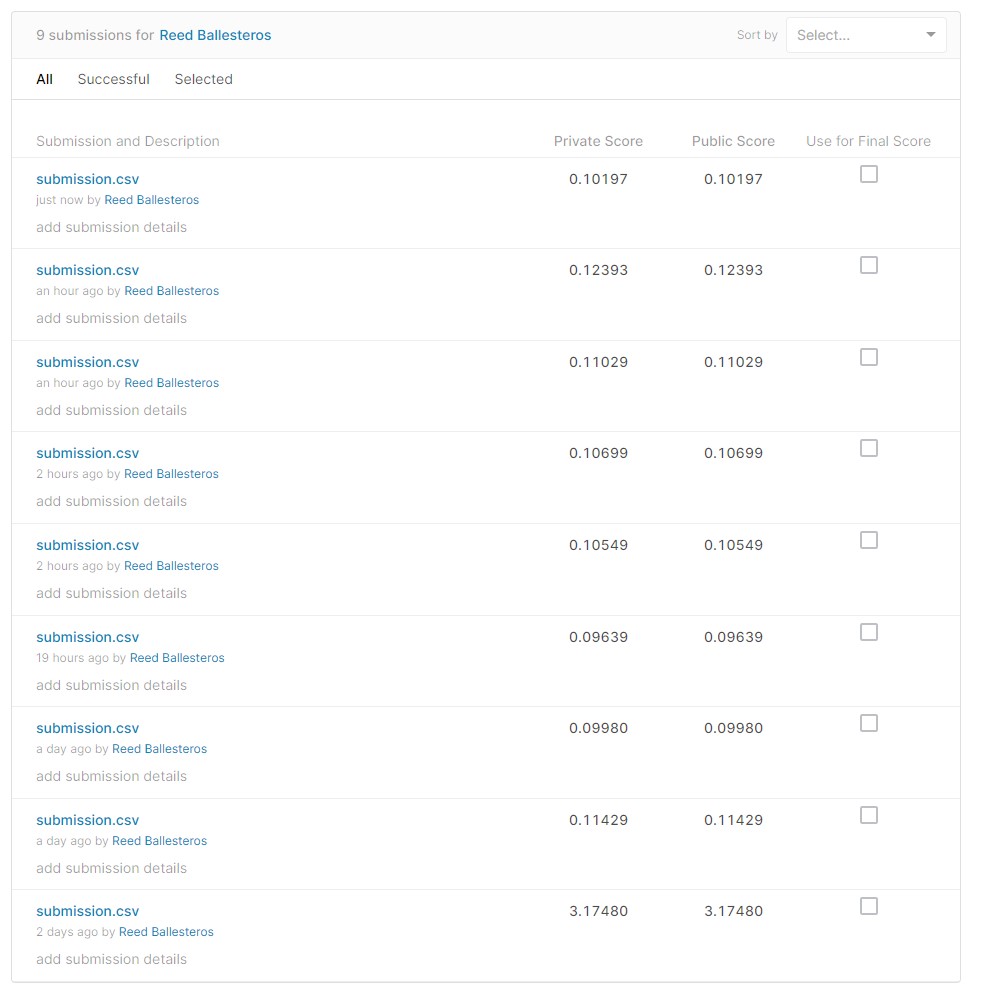 9 submissions for Reed Ballesteros Sort by Select...
All Successful Selected
Submission and Description Private Score Public Score Use for Final Score
submission.csv 0.10197 0.10197
just now by Reed Ballesteros
add submission details
submission.csv 0.12393 0.12393
an hour ago by Reed Ballesteros
add submission details
submission.csv 0.11029 0.11029
an hour ago by Reed Ballesteros
add submission details
submission.csv 0.10699 0.10699
2 hours ago by Reed Ballesteros
add submission details
submission.csv 0.10549 0.10549
2 hours ago by Reed Ballesteros
add submission details
submission.csv 0.09639 0.09639
19 hours ago by Reed Ballesteros
add submission details
submission.csv 0.09980 0.09980
a day ago by Reed Ballesteros
add submission details
submission.csv 0.11429 0.11429
a day ago by Reed Ballesteros
add submission details
submission.csv 3.17480 3.17480
2 days ago by Reed Ballesteros
add submission details